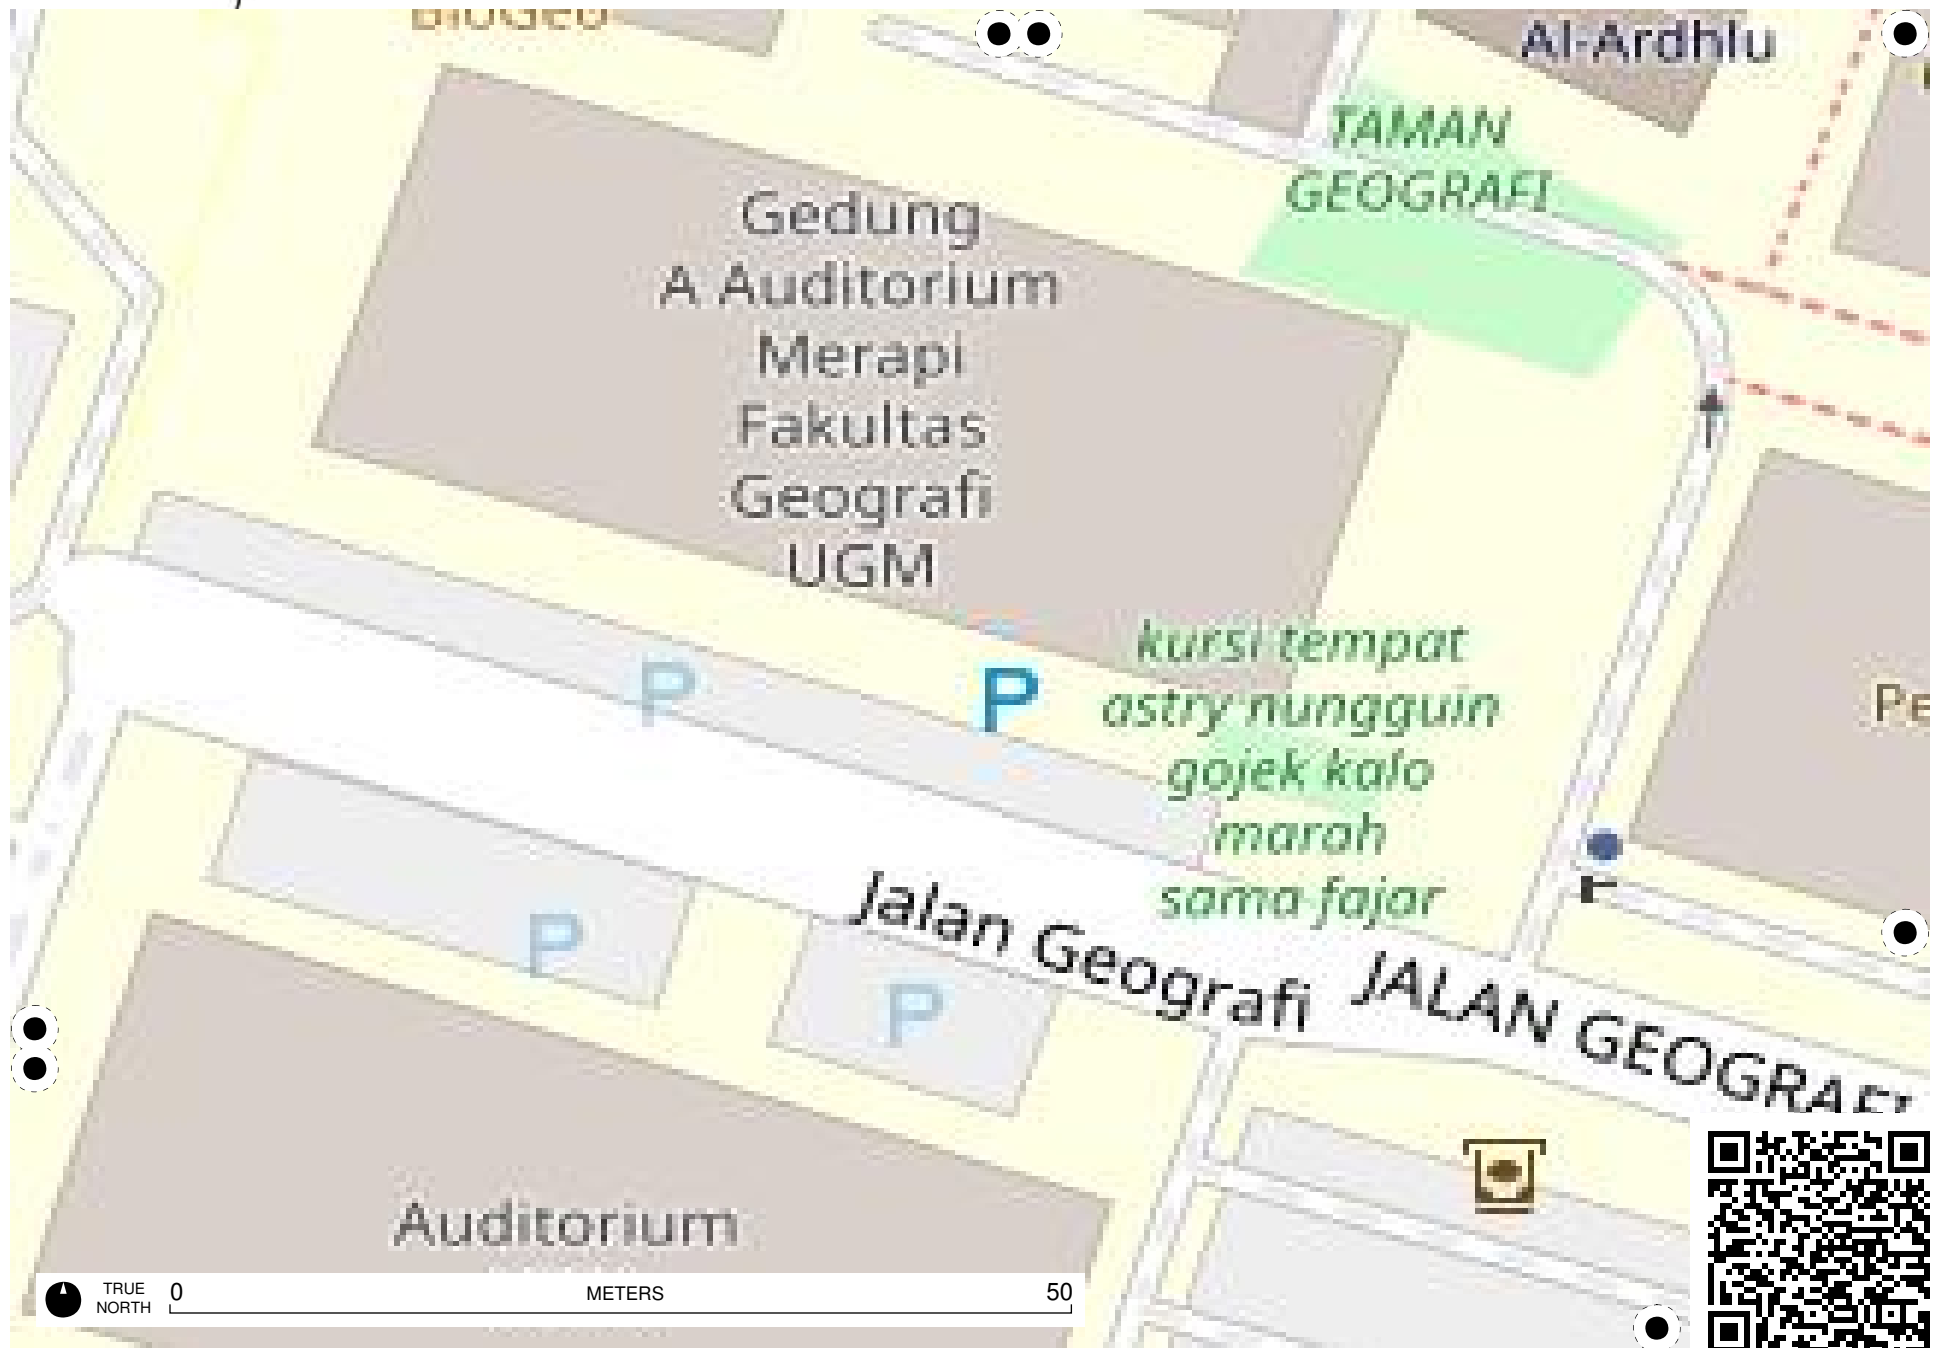 BioGeo
Al-Ardhlu
TAMAN
GEOGRAFI
Gedung
A Auditorium
Merapi
Fakultas
Geografi
UGM
kursi tempat
astry nungguin
gojek kalo
marah
sama fajar
P
P
Pe
P
P
Jalan Geografi
JALAN GEOGRAFI
Auditorium
TRUE
NORTH
0
METERS
50